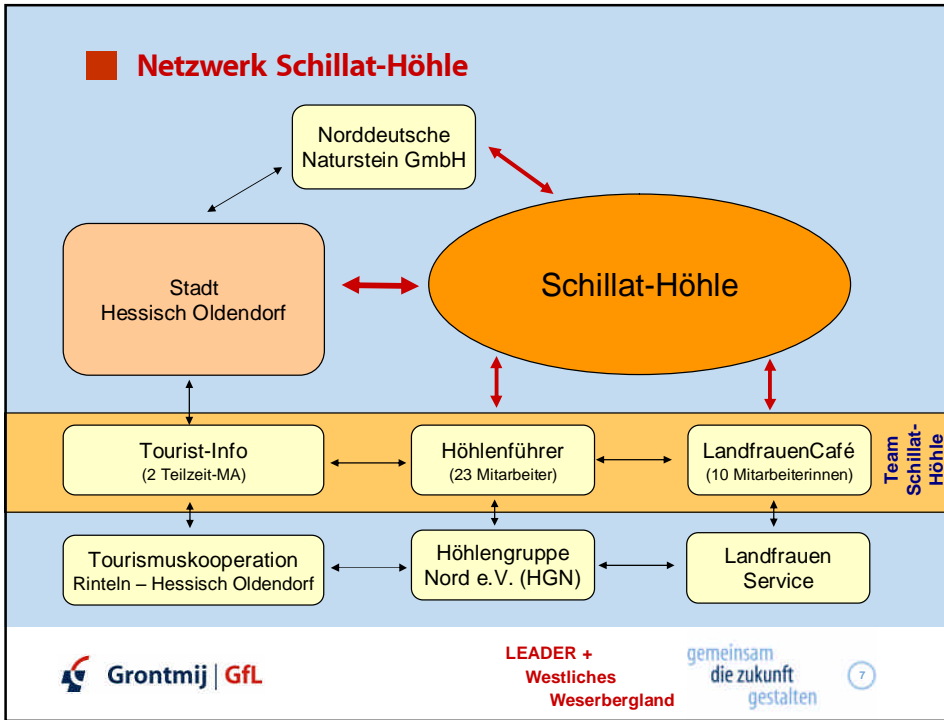 Netzwerk Schillat-Höhle
Norddeutsche
Naturstein GmbH
Stadt
Hessisch Oldendorf
Schillat-Höhle
Tourist-Info
(2 Teilzeit-MA)
Höhlenführer
(23 Mitarbeiter)
LandfrauenCafé
(10 Mitarbeiterinnen)
Team
Schillat-
Höhle
Tourismuskooperation
Rinteln – Hessisch Oldendorf
Höhlengruppe
Nord e.V. (HGN)
Landfrauen
Service
Grontmij | GfL
LEADER +
Westliches
Weserbergland
gemeinsam
die zukunft
gestalten
7